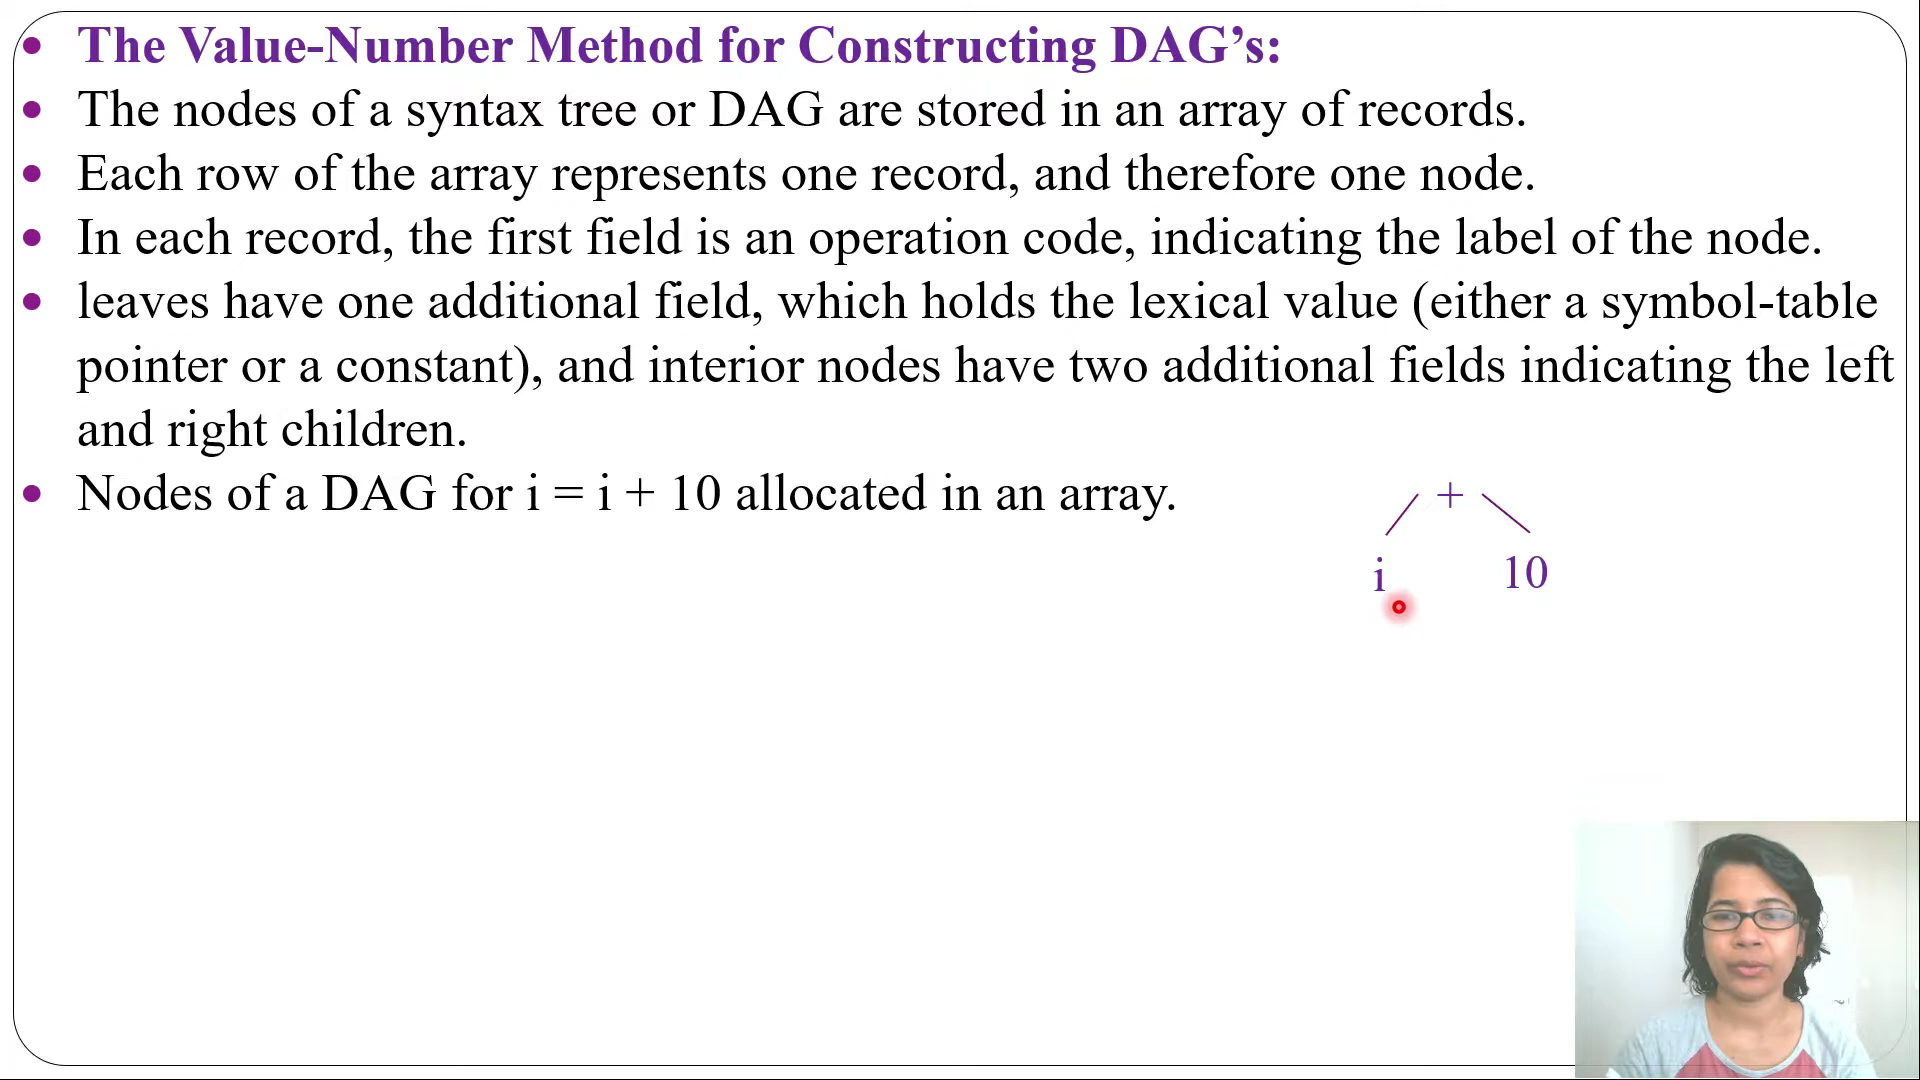 • The Value-Number Method for Constructing DAG’s:
• The nodes of a syntax tree or DAG are stored in an array of records.
• Each row of the array represents one record, and therefore one node.
• In each record, the first field is an operation code, indicating the label of the node.
• leaves have one additional field, which holds the lexical value (either a symbol-table
pointer or a constant), and interior nodes have two additional fields indicating the left
and right children.
• Nodes of a DAG for i = i + 10 allocated in an array.
+
i 10